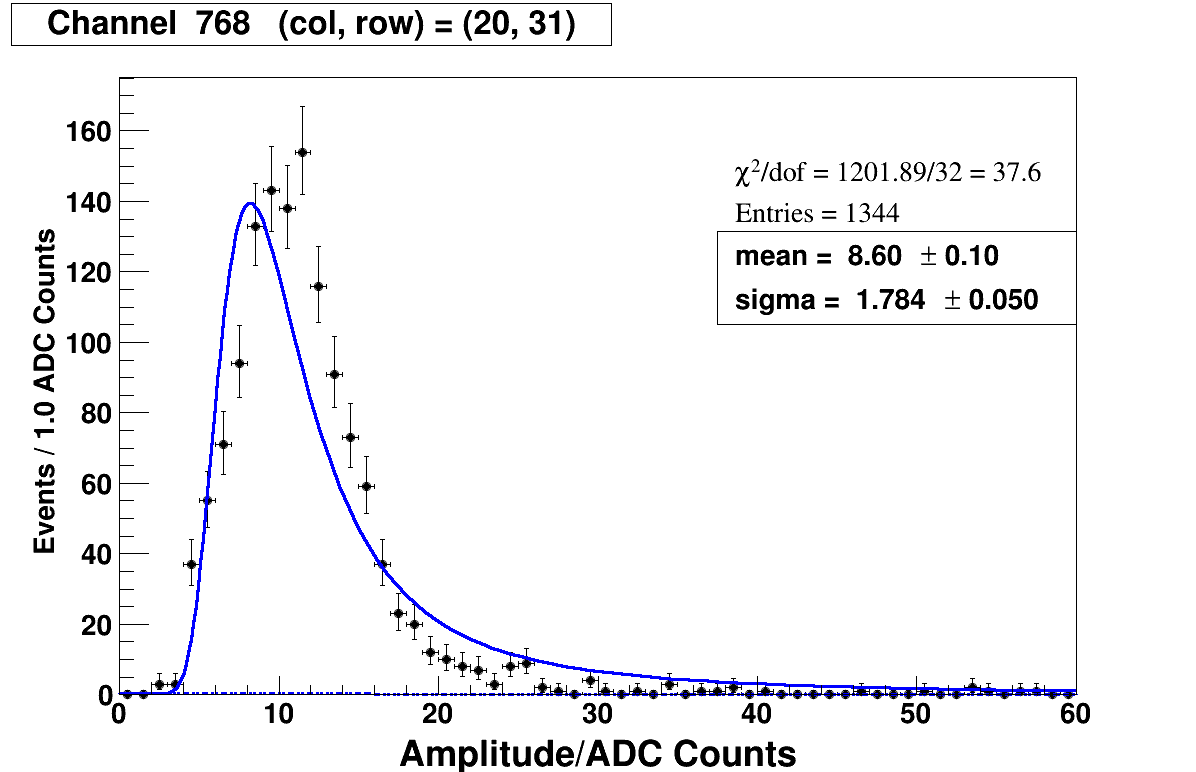 Channel 768 (col, row) = (20, 31)
χ²/dof = 1201.89/32 = 37.6
Entries = 1344
mean = 8.60 ± 0.10
sigma = 1.784 ± 0.050
Events / 1.0 ADC Counts
160
140
120
100
80
60
40
20
0
0 10 20 30 40 50 60
Amplitude/ADC Counts